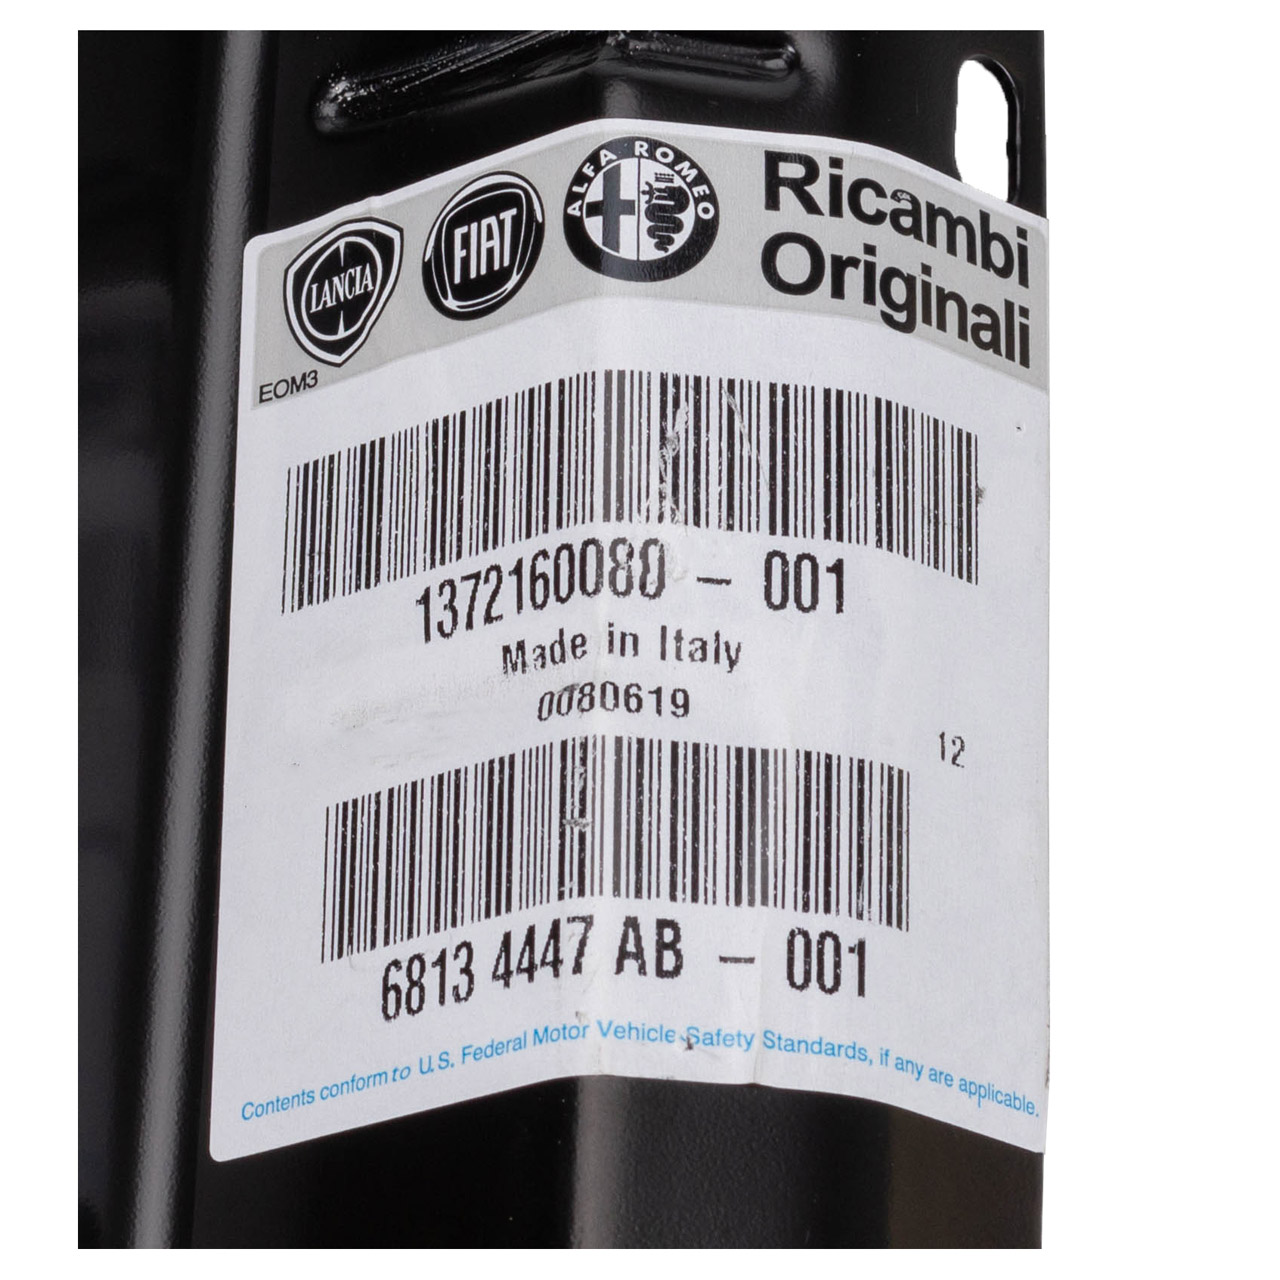 LANCIA
FIAT
ALFA ROMEO
Ricambi
Originali
EOM3
1372160080 – 001
Made in Italy
0080619
12
6813 4447 AB – 001
Contents conform to U.S. Federal Motor Vehicle Safety Standards, if any are applicable.